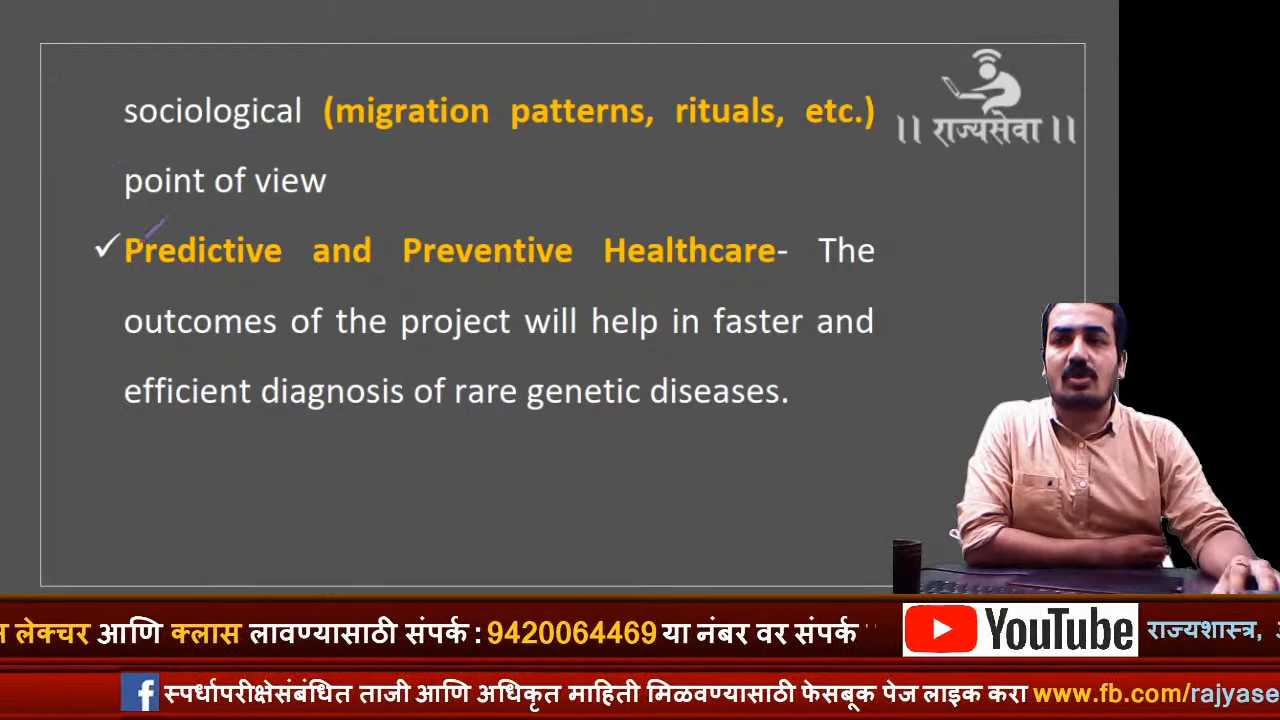 sociological (migration patterns, rituals, etc.)
point of view
✓ Predictive and Preventive Healthcare- The
outcomes of the project will help in faster and
efficient diagnosis of rare genetic diseases.
|| राज्यसेवा ||
लेक्चर आणि क्लास लावण्यासाठी संपर्क : 9420064469 या नंबर वर संपर्क
YouTube
राज्यशास्त्र,
f स्पर्धापरीक्षेसंबंधित ताजी आणि अधिकृत माहिती मिळवण्यासाठी फेसबूक पेज लाइक करा www.fb.com/rajyase